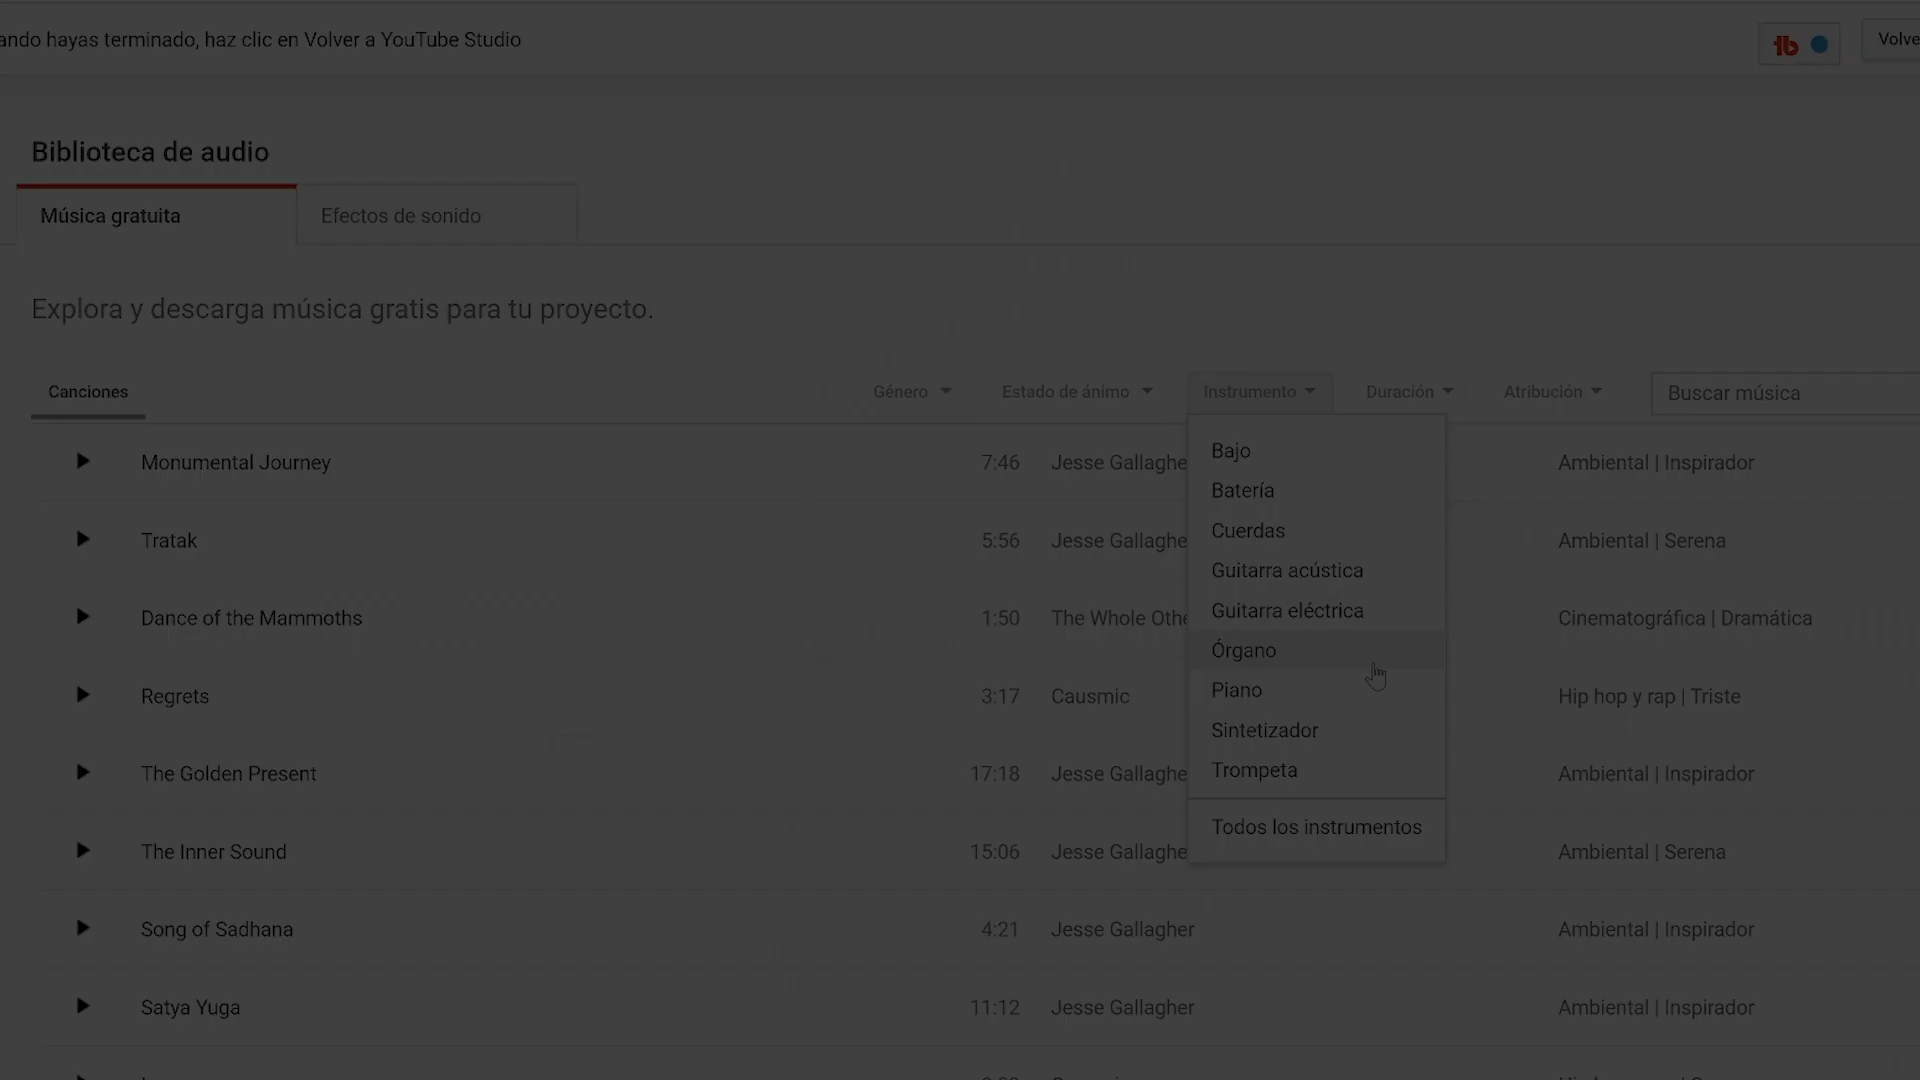 ando hayas terminado, haz clic en Volver a YouTube Studio
Volve
Biblioteca de audio
Música gratuita
Efectos de sonido
Explora y descarga música gratis para tu proyecto.
Canciones Género Estado de ánimo Instrumento Duración Atribución Buscar música
Monumental Journey 7:46 Jesse Gallaghe Ambiental | Inspirador
Tratak 5:56 Jesse Gallaghe Ambiental | Serena
Dance of the Mammoths 1:50 The Whole Othe Cinematográfica | Dramática
Regrets 3:17 Causmic Hip hop y rap | Triste
The Golden Present 17:18 Jesse Gallaghe Ambiental | Inspirador
The Inner Sound 15:06 Jesse Gallaghe Ambiental | Serena
Song of Sadhana 4:21 Jesse Gallagher Ambiental | Inspirador
Satya Yuga 11:12 Jesse Gallagher Ambiental | Inspirador
Bajo
Batería
Cuerdas
Guitarra acústica
Guitarra eléctrica
Órgano
Piano
Sintetizador
Trompeta
Todos los instrumentos